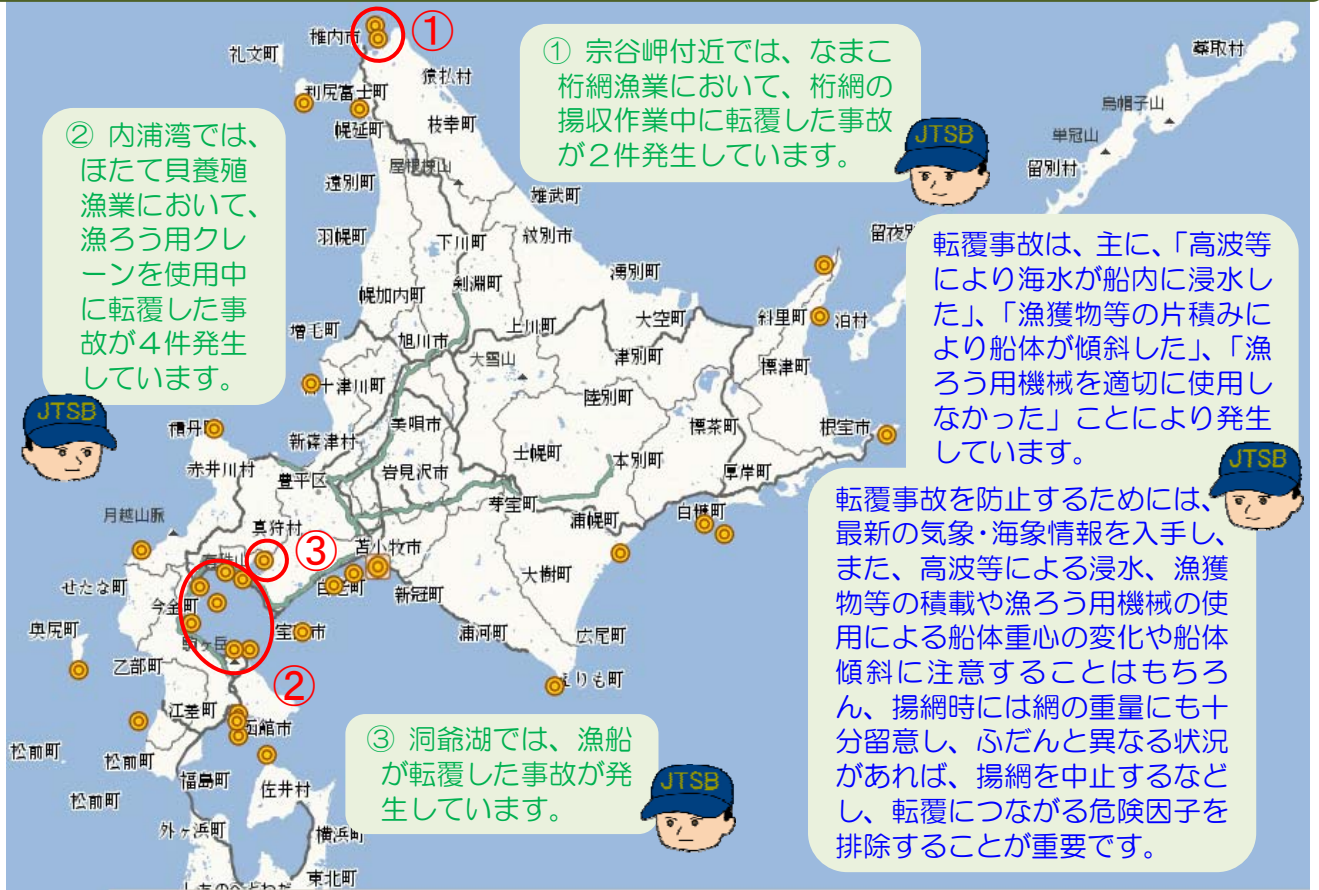 ①
① 宗谷岬付近では、なまこ
桁網漁業において、桁網の
揚収作業中に転覆した事故
が２件発生しています。
JTSB
② 内浦湾では、
ほたて貝養殖
漁業において、
漁ろう用クレ
ーンを使用中
に転覆した事
故が４件発生
しています。
JTSB
転覆事故は、主に、「高波等
により海水が船内に浸水し
た」、「漁獲物等の片積みに
より船体が傾斜した」、「漁
ろう用機械を適切に使用し
なかった」ことにより発生
しています。
JTSB
転覆事故を防止するためには、
最新の気象・海象情報を入手し、
また、高波等による浸水、漁獲
物等の積載や漁ろう用機械の使
用による船体重心の変化や船体
傾斜に注意することはもちろ
ん、揚網時には網の重量にも十
分留意し、ふだんと異なる状況
があれば、揚網を中止するなど
し、転覆につながる危険因子を
排除することが重要です。
③
②
③ 洞爺湖では、漁船
が転覆した事故が発
生しています。
JTSB
稚内市
礼文町
猿払村
利尻富士町
幌延町
枝幸町
遠別町
雄武町
羽幌町
下川町
紋別市
湧別町
幌加内町
剣淵町
上川町
大空町
斜里町
泊村
増毛町
旭川市
大雪山
津別町
標津町
十津川町
陸別町
美唄市
標茶町
根室市
新篠津村
士幌町
本別町
厚岸町
赤井川村
豊平区
岩見沢市
芽室町
浦幌町
白糠町
月越山脈
真狩村
苫小牧市
大樹町
せたな町
今金町
新冠町
奥尻町
浦河町
広尾町
乙部町
えりも町
江差町
函館市
松前町
松前町
福島町
佐井村
松前町
外ヶ浜町
横浜町
東北町
蘂取村
烏帽子山
単冠山
留別村